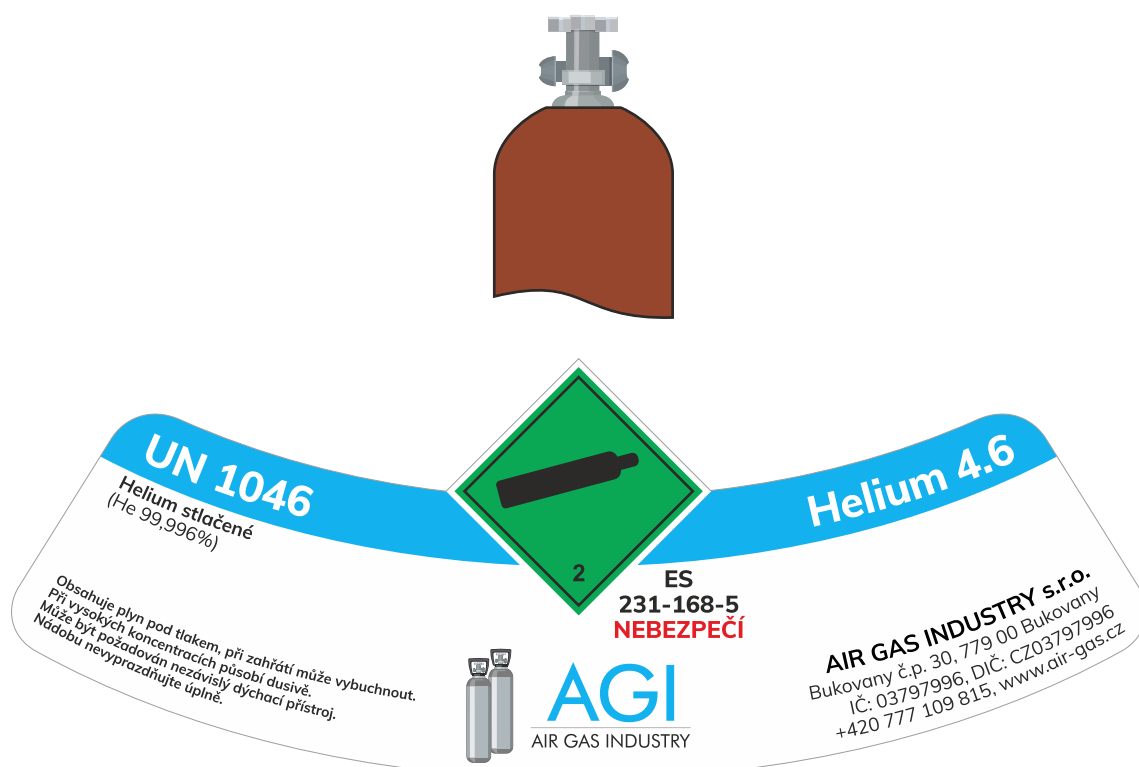 UN 1046
Helium stlačené
(He 99,996%)
Obsahuje plyn pod tlakem, při zahřátí může vybuchnout.
Při vysokých koncentracích působí dusivě.
Může být požadován nezávislý dýchací přístroj.
Nádobu nevyprazdňujte úplně.
2
ES
231-168-5
NEBEZPEČÍ
AGI
AIR GAS INDUSTRY
Helium 4.6
AIR GAS INDUSTRY s.r.o.
Bukovany č.p. 30, 779 00 Bukovany
IČ: 03797996, DIČ: CZ03797996
+420 777 109 815, www.air-gas.cz